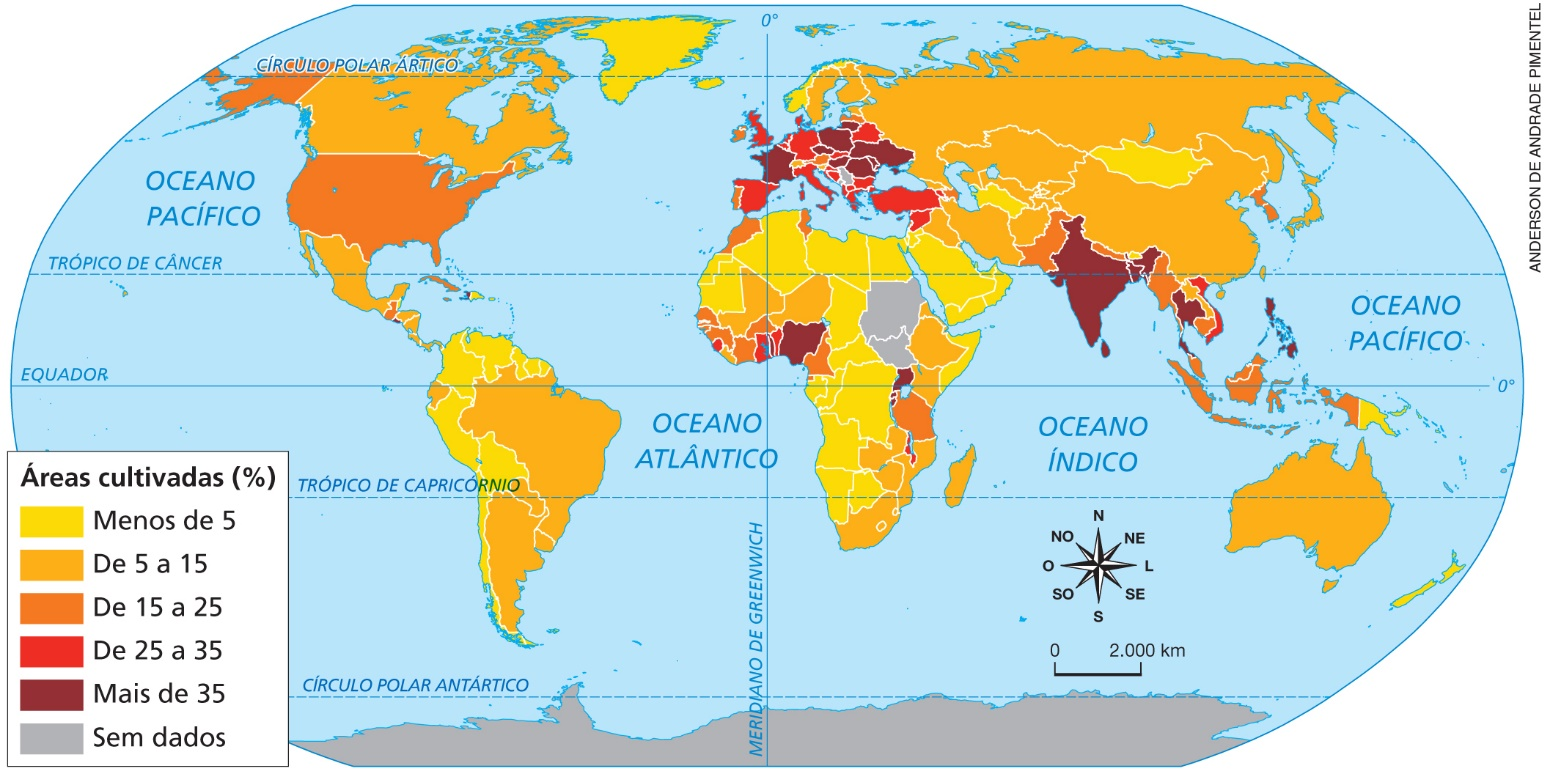 ANDERSON DE ANDRADE PIMENTEL
0°
CÍRCULO POLAR ÁRTICO
OCEANO
PACÍFICO
TRÓPICO DE CÂNCER
OCEANO
PACÍFICO
EQUADOR
0°
OCEANO
ATLÂNTICO
OCEANO
ÍNDICO
TRÓPICO DE CAPRICÓRNIO
MERIDIANO DE GREENWICH
N
NO
NE
O
L
SO
SE
S
0
2.000 km
CÍRCULO POLAR ANTÁRTICO
Áreas cultivadas (%)
Menos de 5
De 5 a 15
De 15 a 25
De 25 a 35
Mais de 35
Sem dados